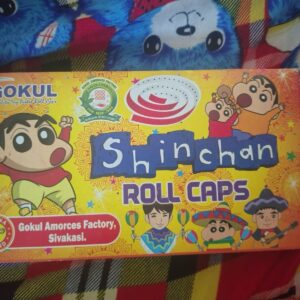 GOKUL
Shinchan
ROLL CAPS
Gokul Amorces Factory,
Sivakasi.